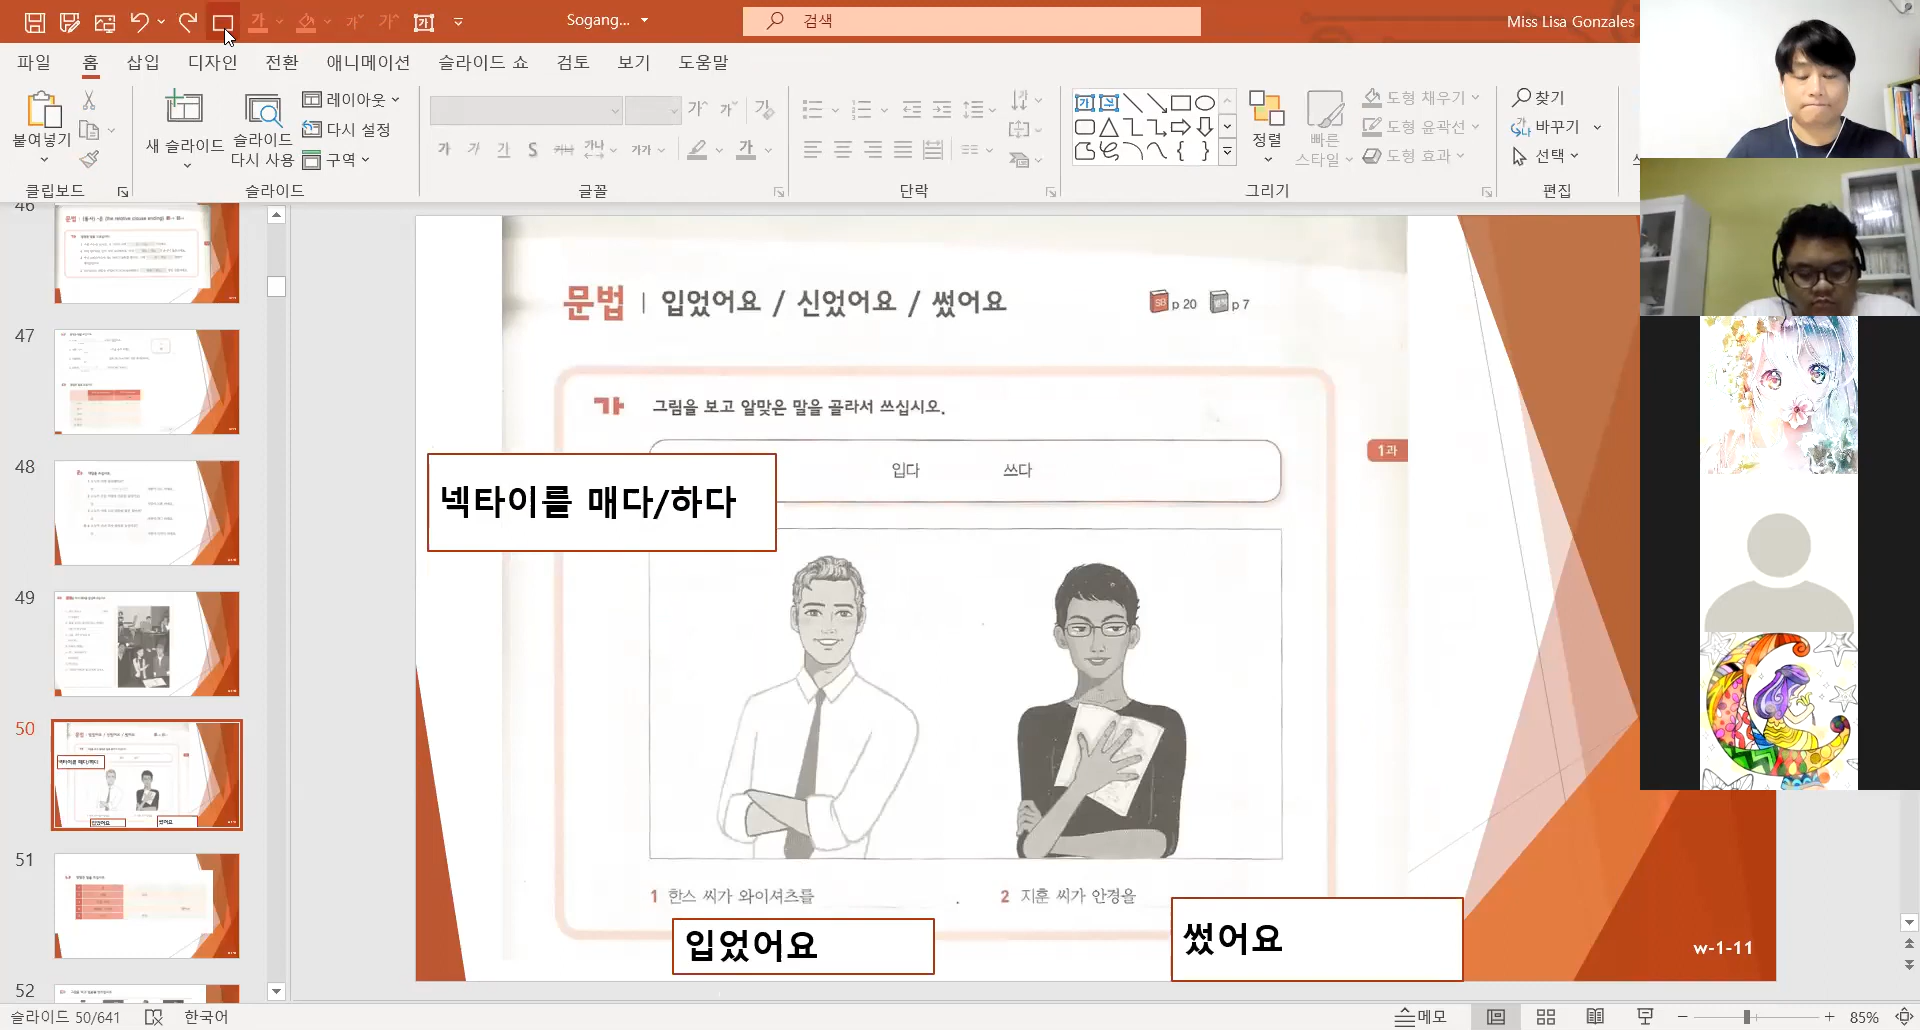 Sogang...
검색
Miss Lisa Gonzales
파일 홈 삽입 디자인 전환 애니메이션 슬라이드 쇼 검토 보기 도움말
붙여넣기
클립보드
새 슬라이드
슬라이드 다시 사용
레이아웃
다시 설정
구역
슬라이드
글꼴
단락
정렬
빠른 스타일
도형 채우기
도형 윤곽선
도형 효과
그리기
찾기
바꾸기
선택
편집
46
47
48
49
50
51
52
문법 | 입었어요 / 신었어요 / 썼어요
SB p 20 p 7
가 그림을 보고 알맞은 말을 골라서 쓰십시오.
입다 쓰다
1과
넥타이를 매다/하다
1 한스 씨가 와이셔츠를 .
2 지훈 씨가 안경을
입었어요
썼어요
w-1-11
슬라이드 50/641
한국어
메모
85%